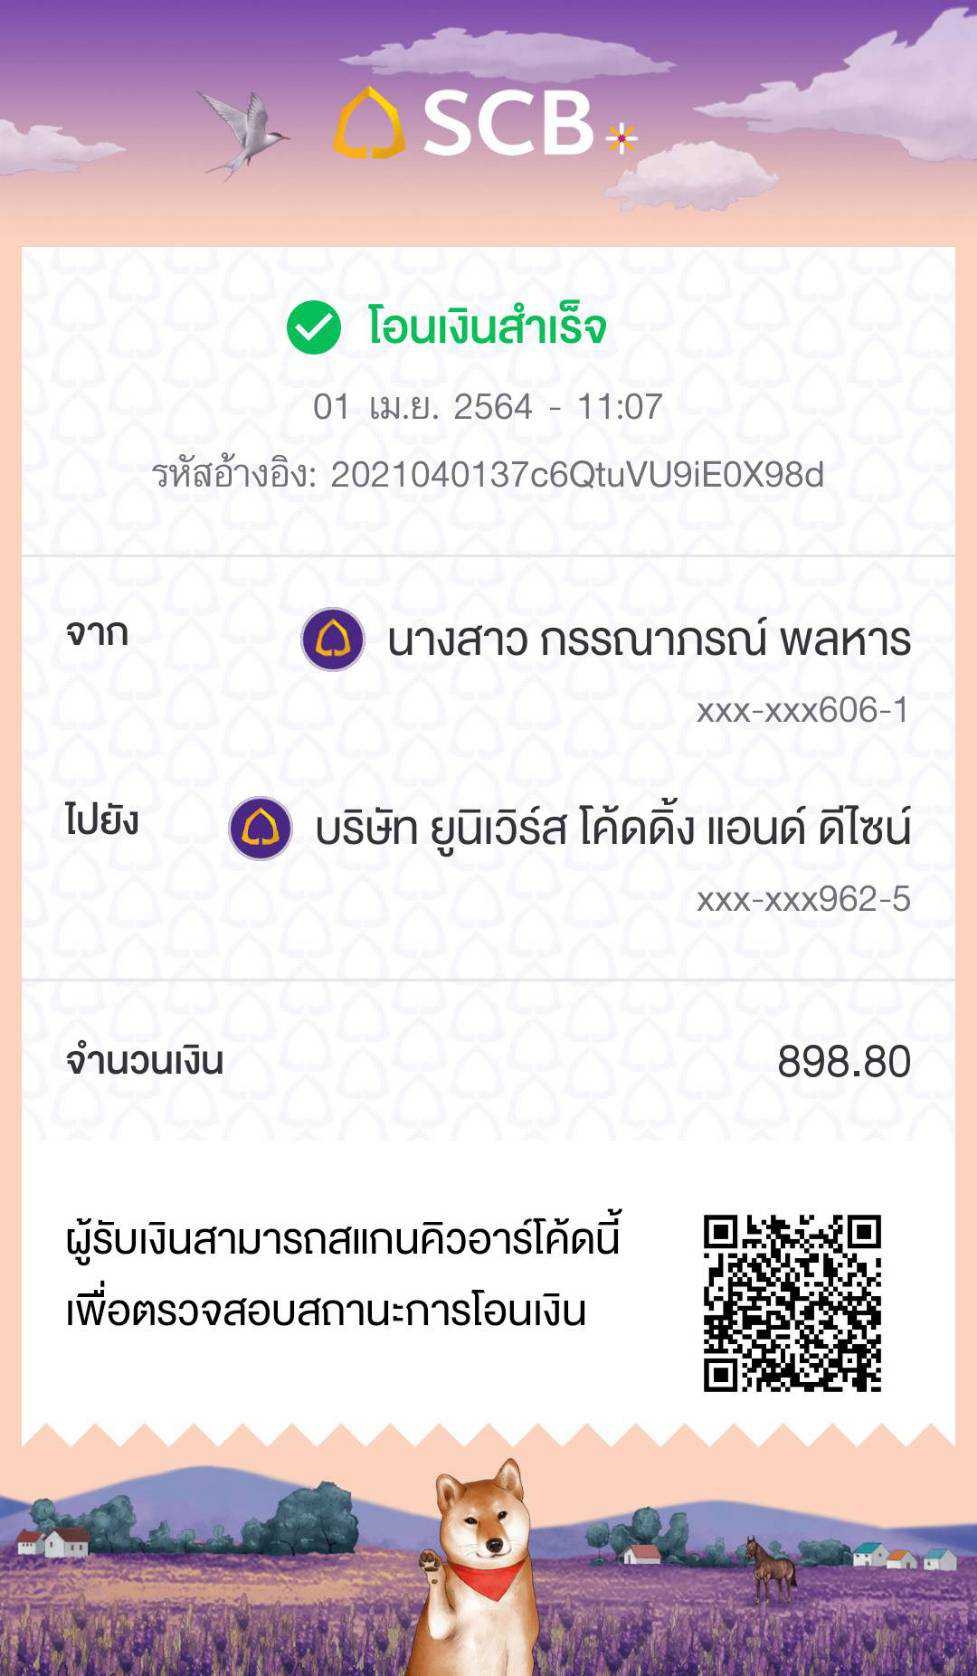 SCB
โอนเงินสำเร็จ
01 เม.ย. 2564 - 11:07
รหัสอ้างอิง: 2021040137c6QtuVU9iE0X98d
จาก นางสาว กรรณาภรณ์ พลหาร
xxx-xxx606-1
ไปยัง บริษัท ยูนิเวิร์ส โค้ดดิ้ง แอนด์ ดีไซน์
xxx-xxx962-5
จำนวนเงิน 898.80
ผู้รับเงินสามารถสแกนคิวอาร์โค้ดนี้
เพื่อตรวจสอบสถานะการโอนเงิน